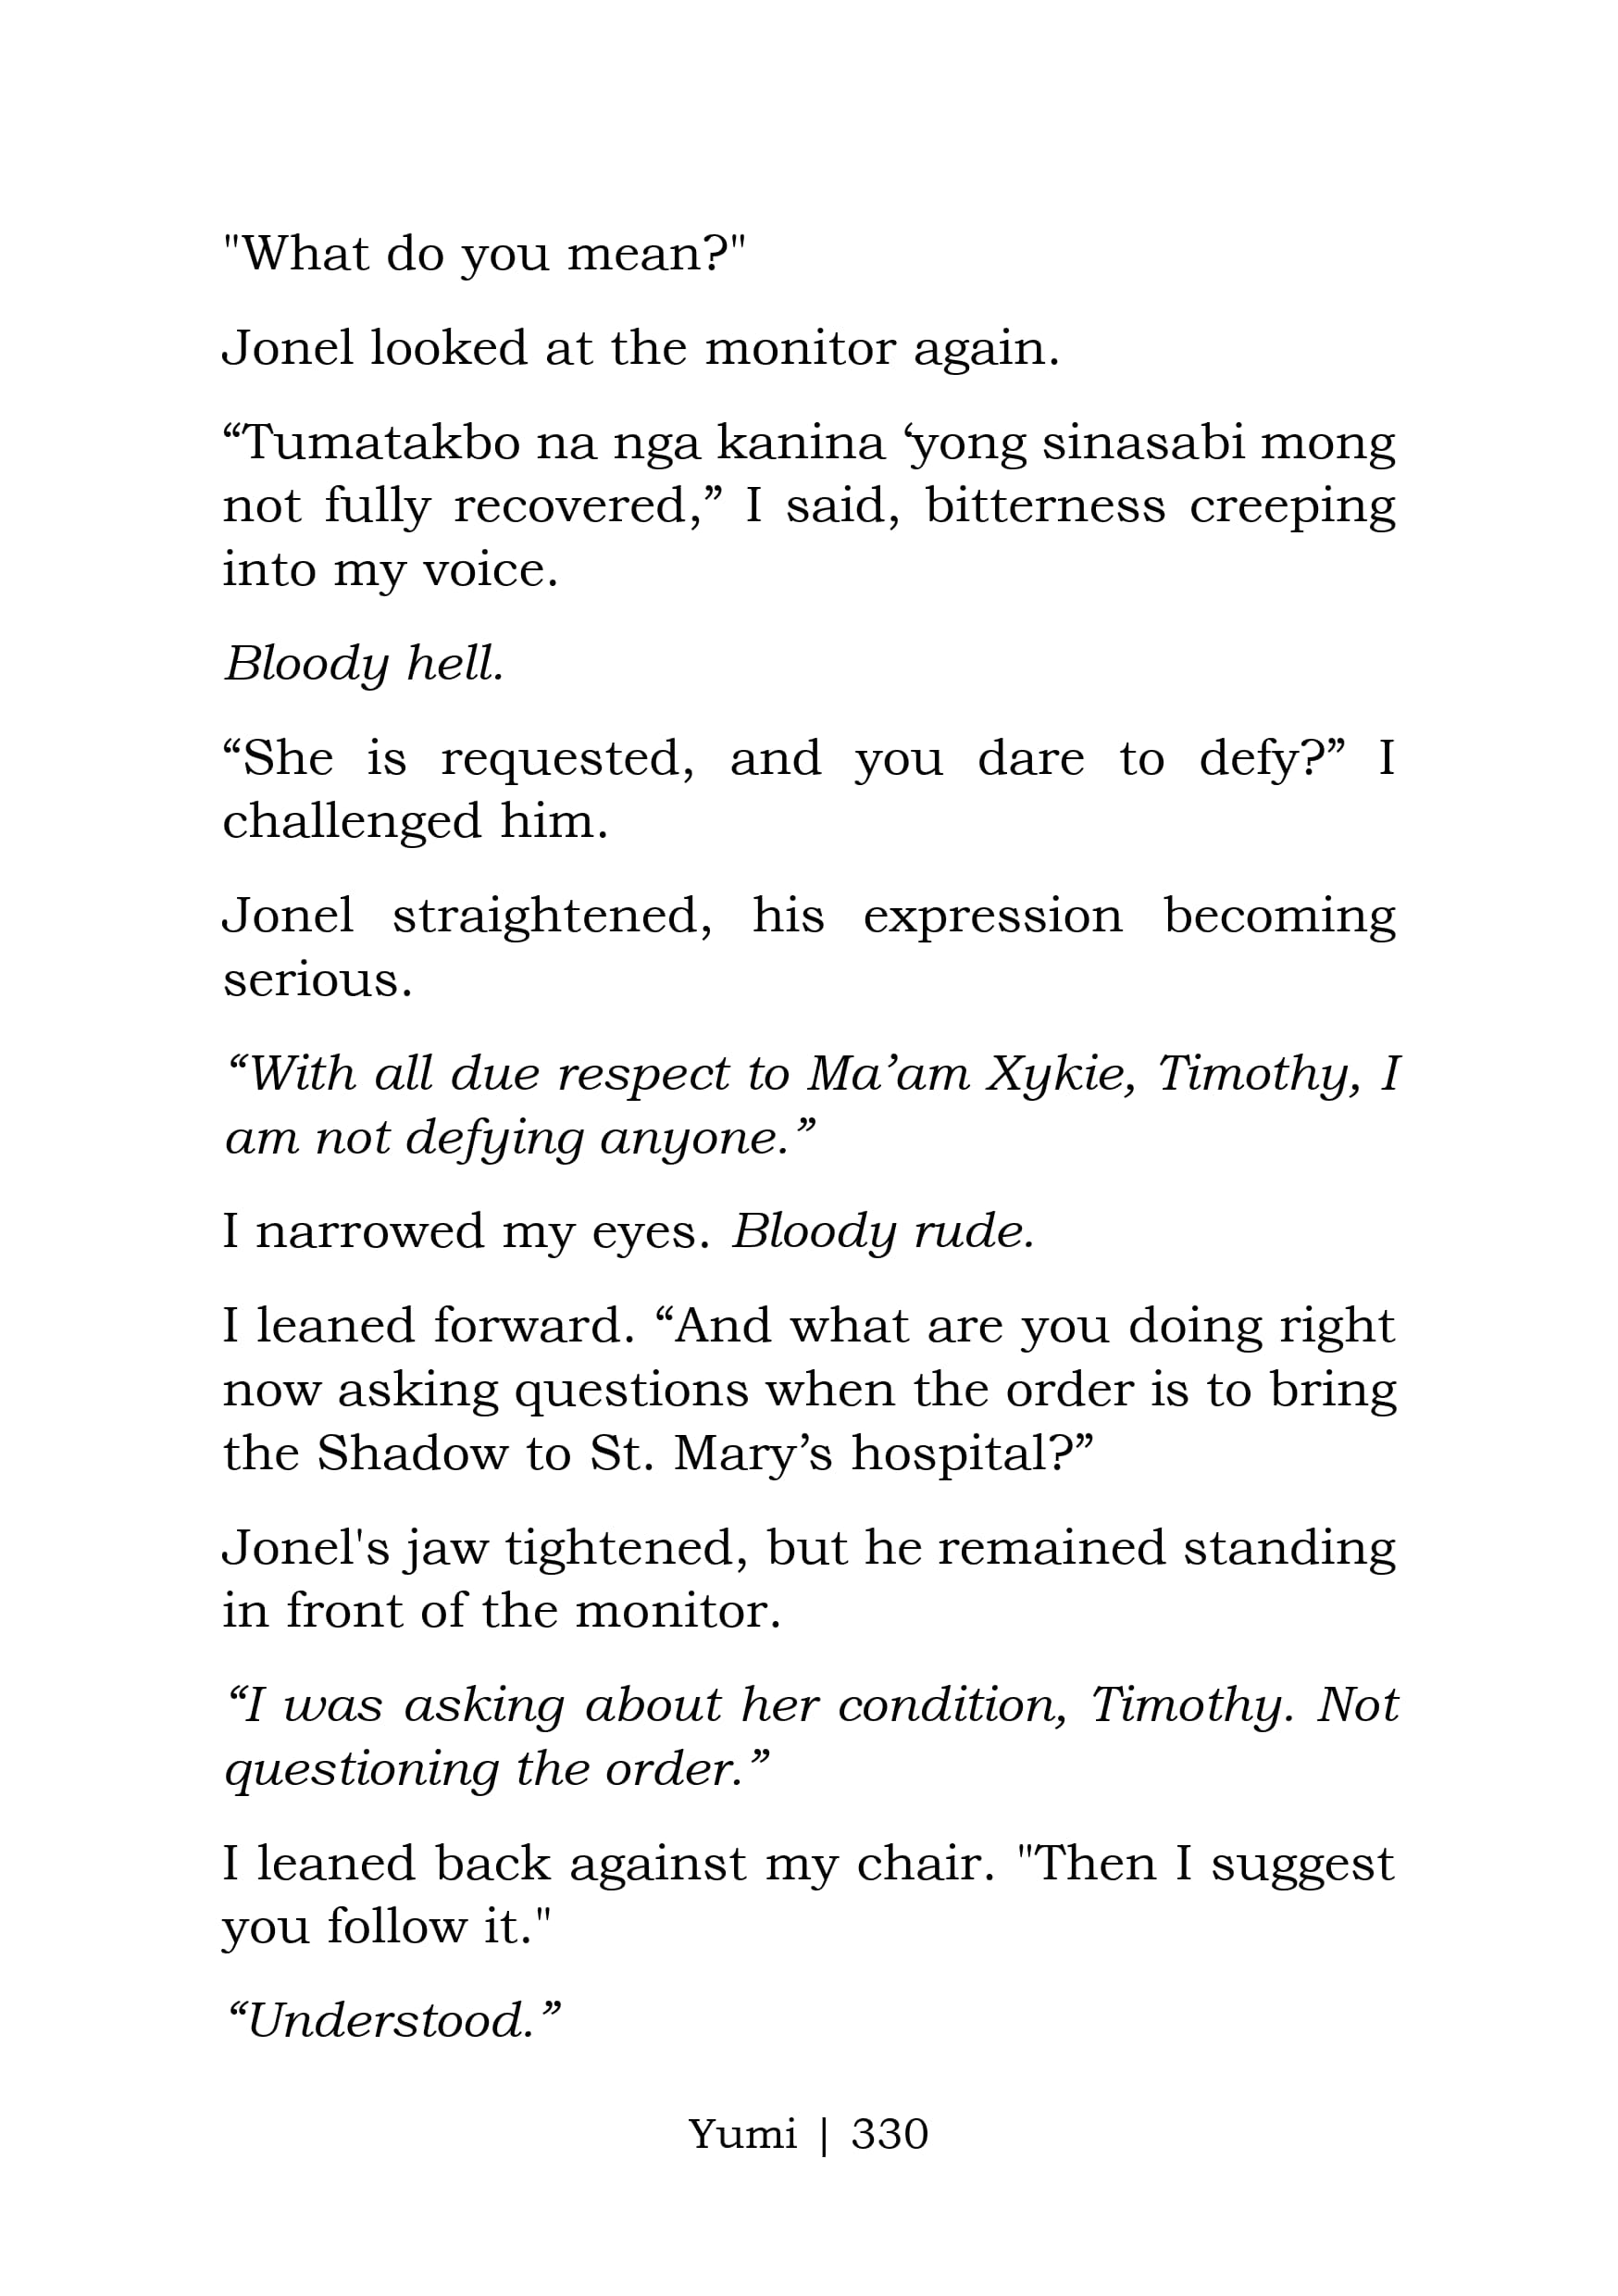 "What do you mean?"
Jonel looked at the monitor again.
“Tumatakbo na nga kanina ‘yong sinasabi mong
not fully recovered,” I said, bitterness creeping
into my voice.
Bloody hell.
“She is requested, and you dare to defy?” I
challenged him.
Jonel straightened, his expression becoming
serious.
“With all due respect to Ma’am Xykie, Timothy, I
am not defying anyone.”
I narrowed my eyes. Bloody rude.
I leaned forward. “And what are you doing right
now asking questions when the order is to bring
the Shadow to St. Mary’s hospital?”
Jonel's jaw tightened, but he remained standing
in front of the monitor.
“I was asking about her condition, Timothy. Not
questioning the order.”
I leaned back against my chair. "Then I suggest
you follow it."
“Understood.”
Yumi | 330